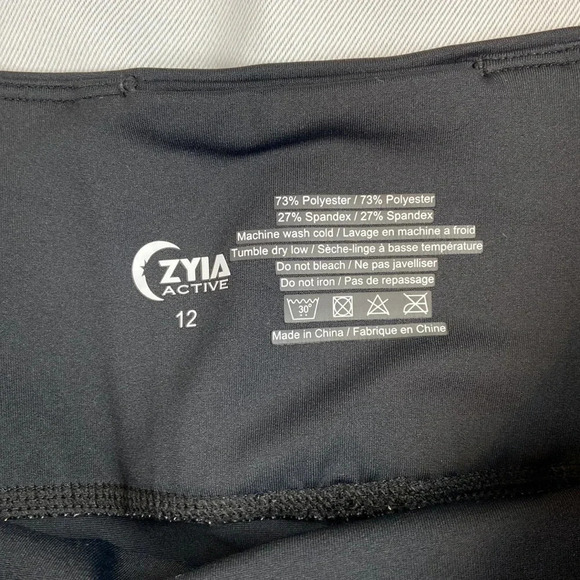 73% Polyester / 73% Polyester
27% Spandex / 27% Spandex
Machine wash cold / Lavage en machine a froid
Tumble dry low / Sèche-linge à basse température
Do not bleach / Ne pas javelliser
Do not iron / Pas de repassage
30°
Made in China / Fabrique en Chine
ZYIA
ACTIVE
12